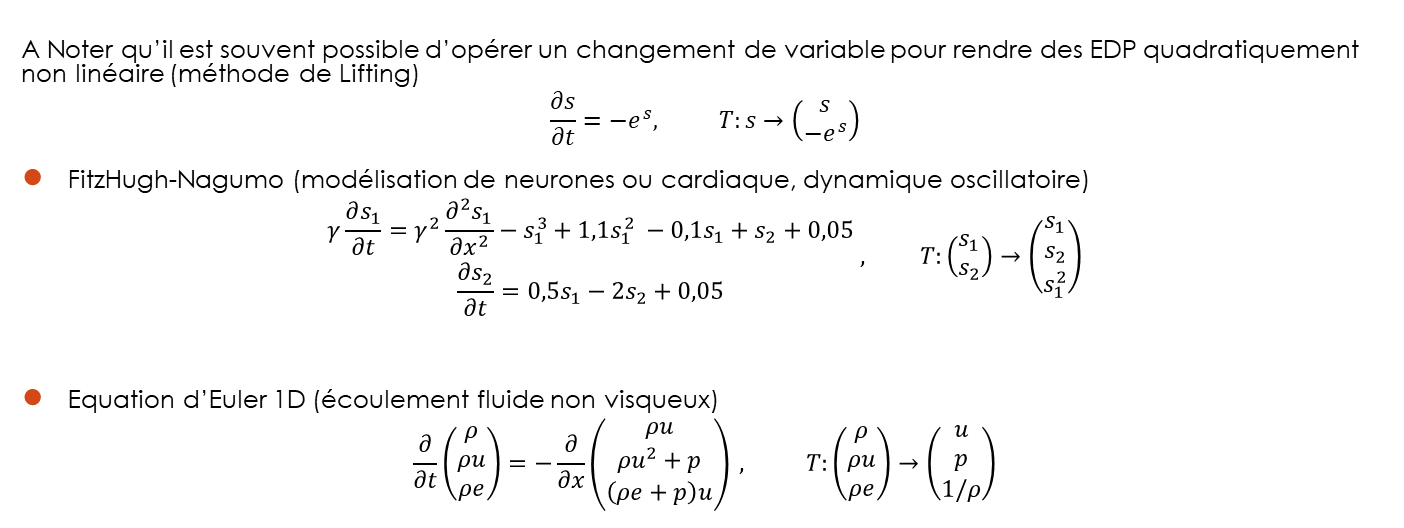 A Noter qu'il est souvent possible d'opérer un changement de variable pour rendre des EDP quadratiquement
non linéaire (méthode de Lifting)
∂s/∂t = −e^s,  T: s → (s, −e^s)
● FitzHugh-Nagumo (modélisation de neurones ou cardiaque, dynamique oscillatoire)
γ ∂s₁/∂t = γ² ∂²s₁/∂x² − s₁³ + 1,1s₁² − 0,1s₁ + s₂ + 0,05
∂s₂/∂t = 0,5s₁ − 2s₂ + 0,05 ,  T: (s₁, s₂) → (s₁, s₂, s₁²)
● Equation d'Euler 1D (écoulement fluide non visqueux)
∂/∂t (ρ, ρu, ρe) = − ∂/∂x (ρu, ρu² + p, (ρe + p)u),  T: (ρ, ρu, ρe) → (u, p, 1/ρ)